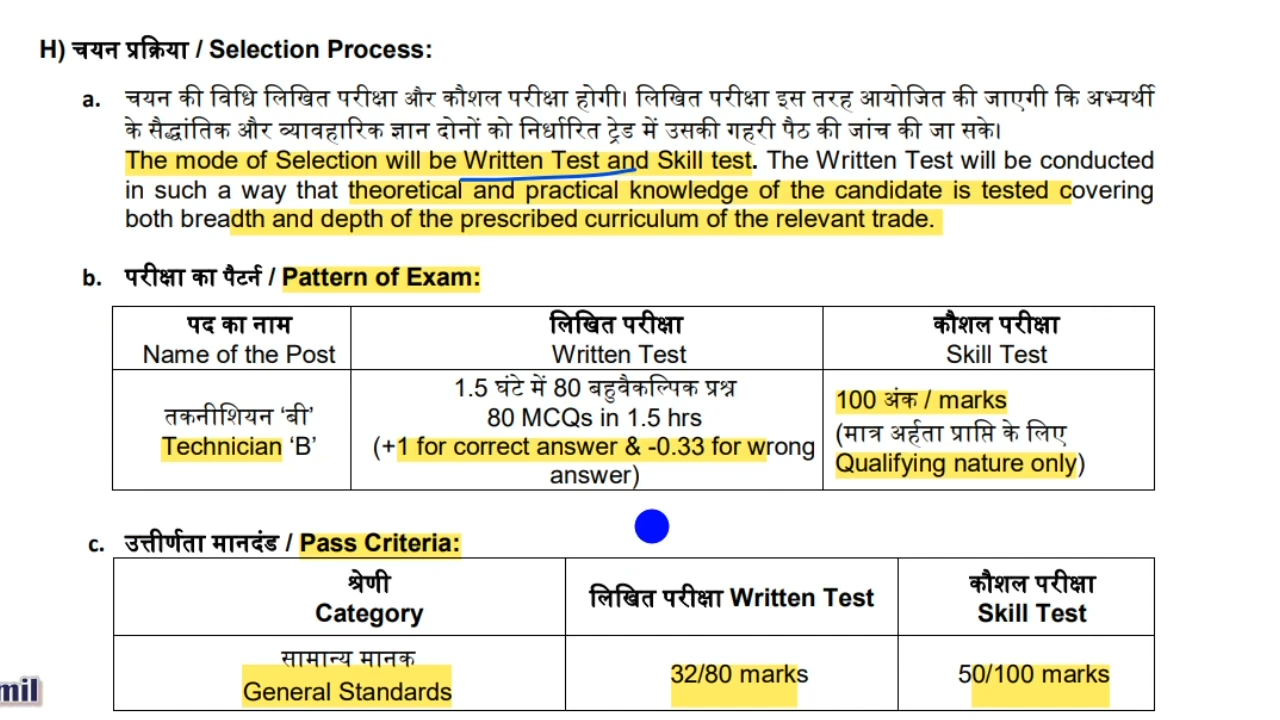 H) चयन प्रक्रिया / Selection Process:
a. चयन की विधि लिखित परीक्षा और कौशल परीक्षा होगी। लिखित परीक्षा इस तरह आयोजित की जाएगी कि अभ्यर्थी
के सैद्धांतिक और व्यावहारिक ज्ञान दोनों को निर्धारित ट्रेड में उसकी गहरी पैठ की जांच की जा सके।
The mode of Selection will be Written Test and Skill test. The Written Test will be conducted
in such a way that theoretical and practical knowledge of the candidate is tested covering
both breadth and depth of the prescribed curriculum of the relevant trade.
b. परीक्षा का पैटर्न / Pattern of Exam:
पद का नाम
Name of the Post
लिखित परीक्षा
Written Test
कौशल परीक्षा
Skill Test
तकनीशियन ‘बी’
Technician ‘B’
1.5 घंटे में 80 बहुवैकल्पिक प्रश्न
80 MCQs in 1.5 hrs
(+1 for correct answer & -0.33 for wrong
answer)
100 अंक / marks
(मात्र अर्हता प्राप्ति के लिए
Qualifying nature only)
c. उत्तीर्णता मानदंड / Pass Criteria:
श्रेणी
Category
लिखित परीक्षा Written Test
कौशल परीक्षा
Skill Test
सामान्य मानक
General Standards
32/80 marks
50/100 marks
mil